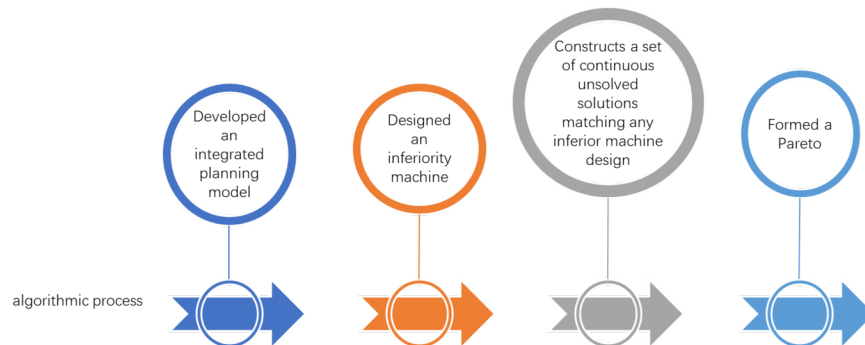 Developed
an
integrated
planning
model
Designed
an
inferiority
machine
Constructs a set
of continuous
unsolved
solutions
matching any
inferior machine
design
Formed a
Pareto
algorithmic process